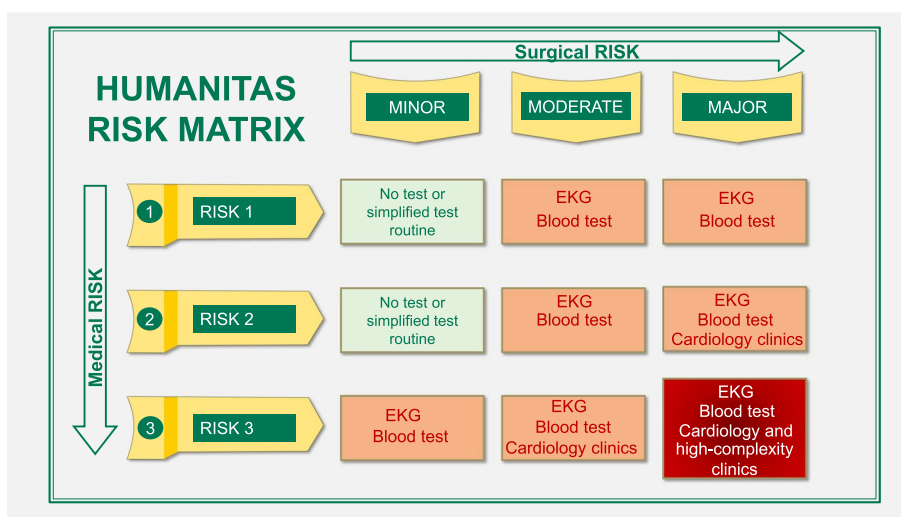 Surgical RISK
HUMANITAS
RISK MATRIX
MINOR
MODERATE
MAJOR
Medical RISK
1
RISK 1
No test or
simplified test
routine
EKG
Blood test
EKG
Blood test
2
RISK 2
No test or
simplified test
routine
EKG
Blood test
EKG
Blood test
Cardiology clinics
3
RISK 3
EKG
Blood test
EKG
Blood test
Cardiology clinics
EKG
Blood test
Cardiology and
high-complexity
clinics